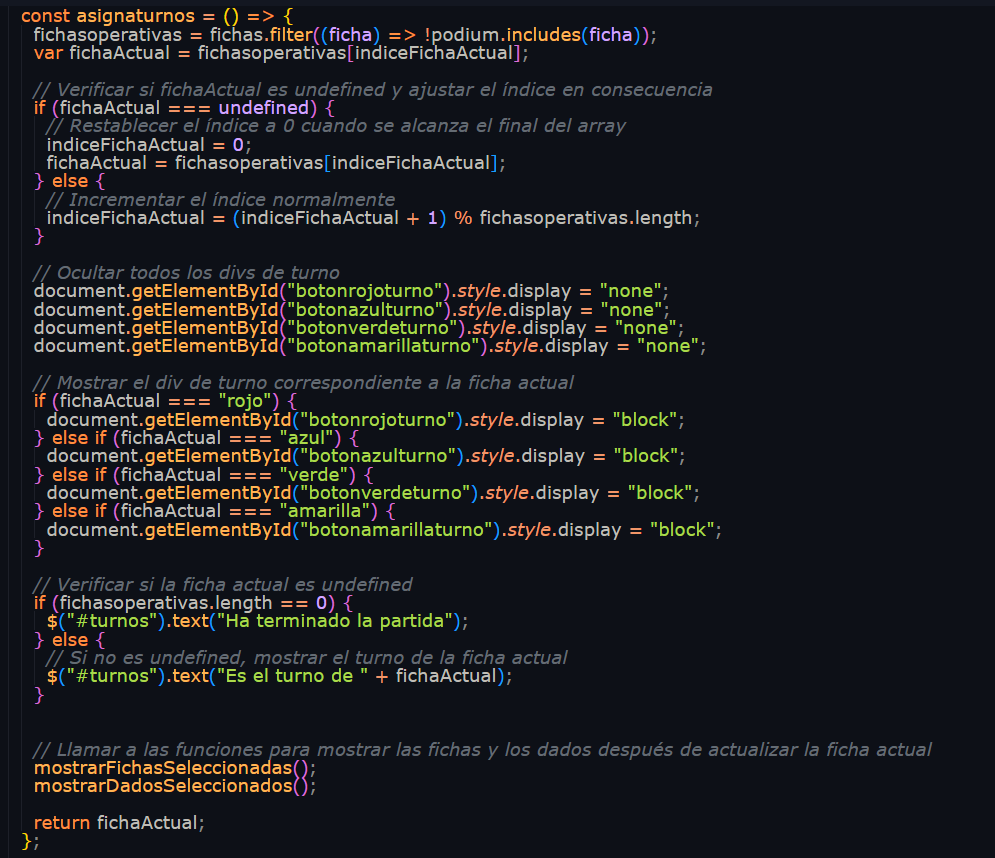 const asignaturnos = () => {
fichasoperativas = fichas.filter((ficha) => !podium.includes(ficha));
var fichaActual = fichasoperativas[indiceFichaActual];
// Verificar si fichaActual es undefined y ajustar el índice en consecuencia
if (fichaActual === undefined) {
// Restablecer el índice a 0 cuando se alcanza el final del array
indiceFichaActual = 0;
fichaActual = fichasoperativas[indiceFichaActual];
} else {
// Incrementar el índice normalmente
indiceFichaActual = (indiceFichaActual + 1) % fichasoperativas.length;
}
// Ocultar todos los divs de turno
document.getElementById("botonrojoturno").style.display = "none";
document.getElementById("botonazulturno").style.display = "none";
document.getElementById("botonverdeturno").style.display = "none";
document.getElementById("botonamarillaturno").style.display = "none";
// Mostrar el div de turno correspondiente a la ficha actual
if (fichaActual === "rojo") {
document.getElementById("botonrojoturno").style.display = "block";
} else if (fichaActual === "azul") {
document.getElementById("botonazulturno").style.display = "block";
} else if (fichaActual === "verde") {
document.getElementById("botonverdeturno").style.display = "block";
} else if (fichaActual === "amarilla") {
document.getElementById("botonamarillaturno").style.display = "block";
}
// Verificar si la ficha actual es undefined
if (fichasoperativas.length == 0) {
$("#turnos").text("Ha terminado la partida");
} else {
// Si no es undefined, mostrar el turno de la ficha actual
$("#turnos").text("Es el turno de " + fichaActual);
}
// Llamar a las funciones para mostrar las fichas y los dados después de actualizar la ficha actual
mostrarFichasSeleccionadas();
mostrarDadosSeleccionados();
return fichaActual;
};